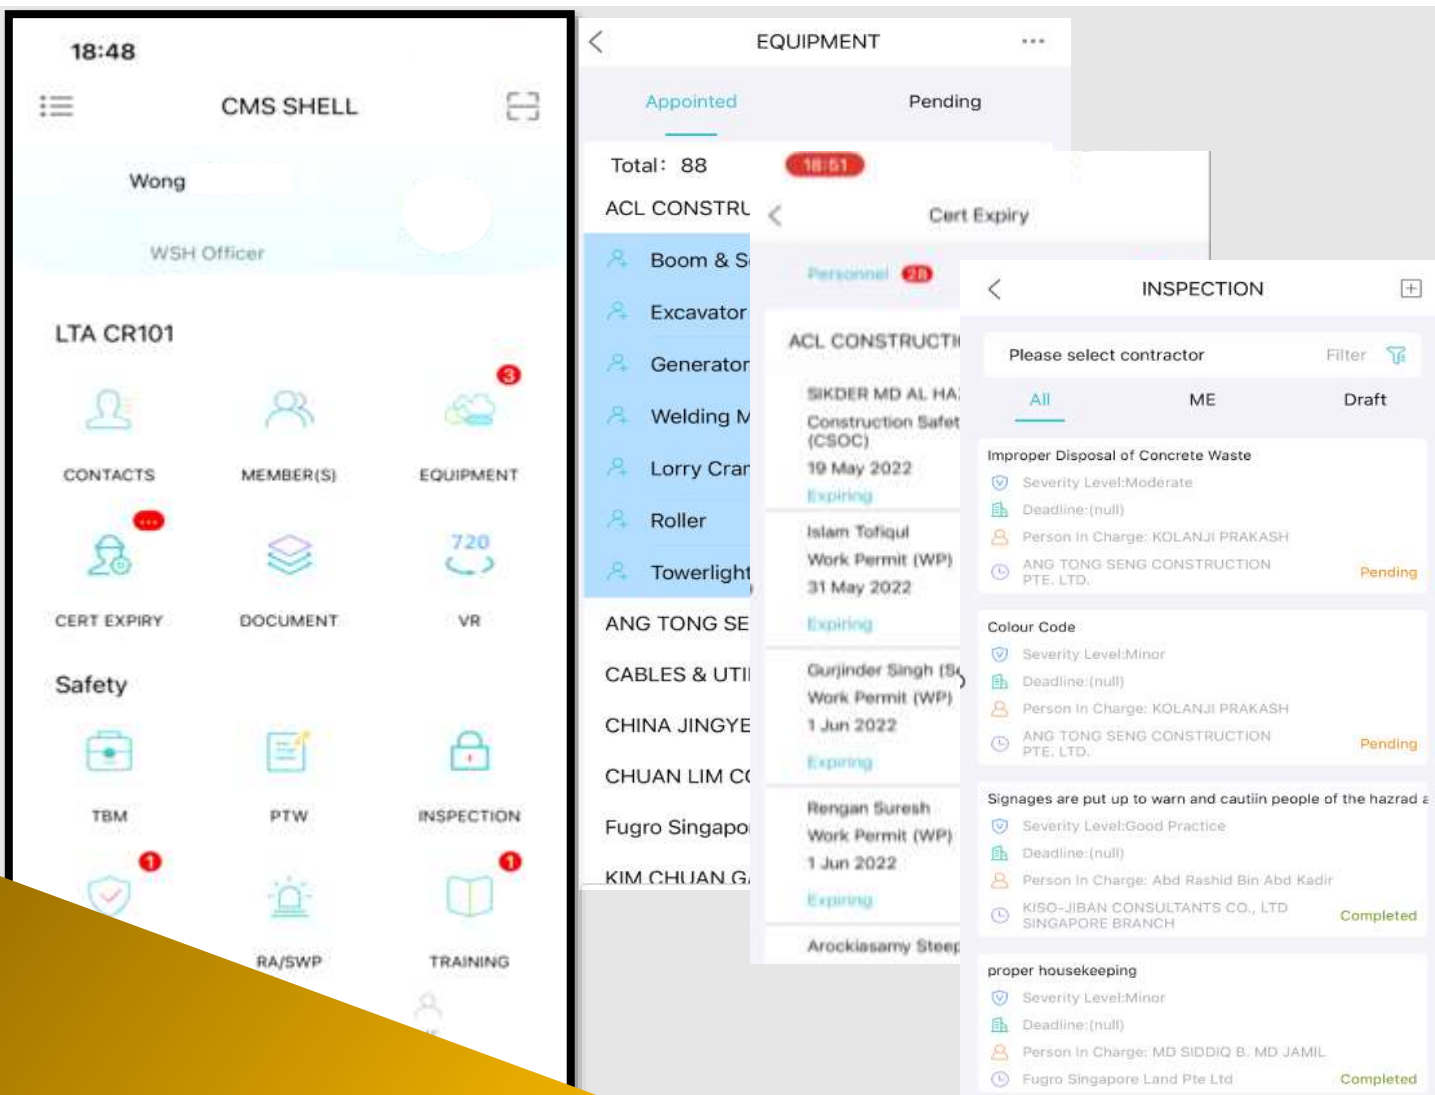 18:48
CMS SHELL
Wong
WSH Officer
LTA CR101
3
CONTACTS
MEMBER(S)
EQUIPMENT
...
720
CERT EXPIRY
DOCUMENT
VR
Safety
TBM
PTW
INSPECTION
1
1
RA/SWP
TRAINING
EQUIPMENT
Appointed
Pending
Total: 88
ACL CONSTRU
Boom & S
Excavator
Generator
Welding M
Lorry Cran
Roller
Towerlight
ANG TONG SE
CABLES & UTI
CHINA JINGYE
CHUAN LIM CO
Fugro Singapo
KIM CHUAN GA
18:51
Cert Expiry
Personnel 28
ACL CONSTRUCTI
SIKDER MD AL HA
Construction Safet
(CSOC)
19 May 2022
Expiring
Islam Tofiqul
Work Permit (WP)
31 May 2022
Expiring
Gurjinder Singh (Se
Work Permit (WP)
1 Jun 2022
Expiring
Rengan Suresh
Work Permit (WP)
1 Jun 2022
Expiring
Arockiasamy Steep
INSPECTION
Please select contractor
Filter
All
ME
Draft
Improper Disposal of Concrete Waste
Severity Level:Moderate
Deadline:(null)
Person In Charge: KOLANJI PRAKASH
ANG TONG SENG CONSTRUCTION
PTE. LTD.
Pending
Colour Code
Severity Level:Minor
Deadline:(null)
Person In Charge: KOLANJI PRAKASH
ANG TONG SENG CONSTRUCTION
PTE. LTD.
Pending
Signages are put up to warn and cautiin people of the hazrad a
Severity Level:Good Practice
Deadline:(null)
Person In Charge: Abd Rashid Bin Abd Kadir
KISO-JIBAN CONSULTANTS CO., LTD
SINGAPORE BRANCH
Completed
proper housekeeping
Severity Level:Minor
Deadline:(null)
Person In Charge: MD SIDDIQ B. MD JAMIL
Fugro Singapore Land Pte Ltd
Completed